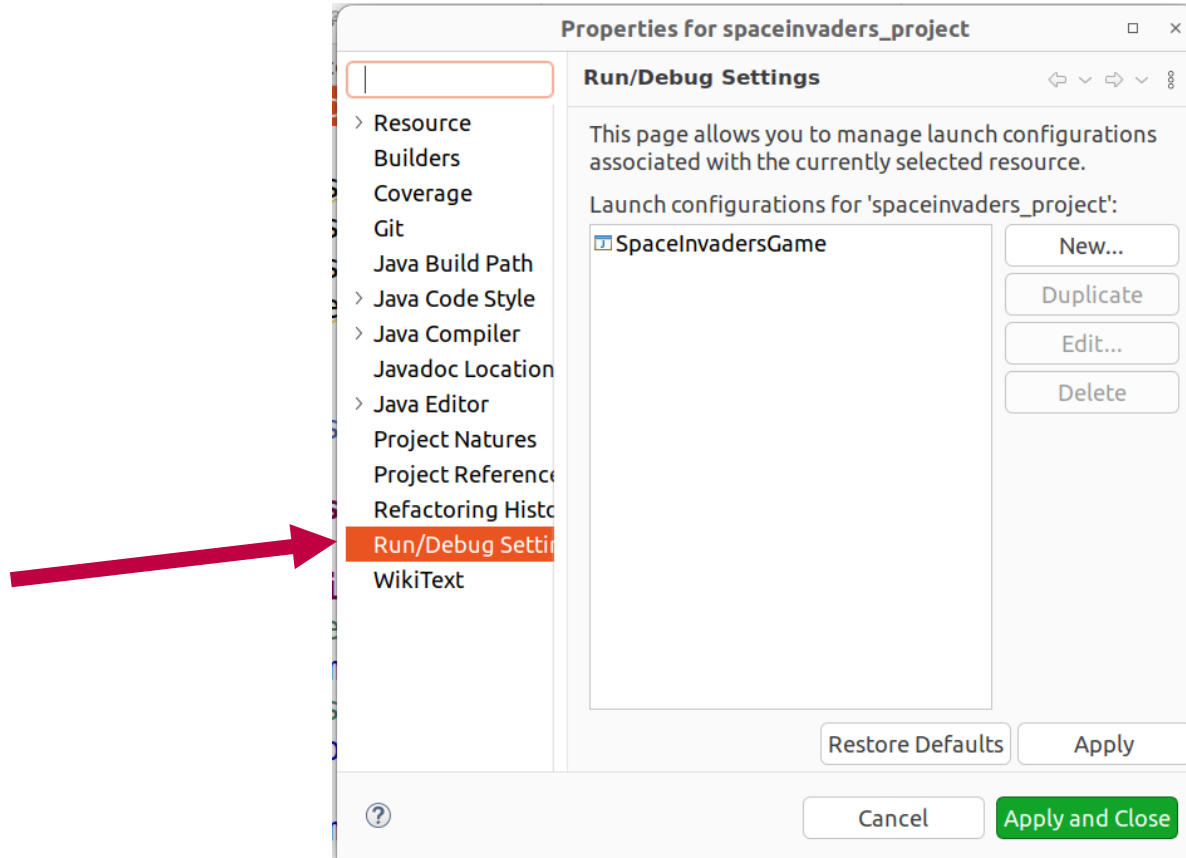 Properties for spaceinvaders_project
Run/Debug Settings
Resource
Builders
Coverage
Git
Java Build Path
Java Code Style
Java Compiler
Javadoc Location
Java Editor
Project Natures
Project Reference
Refactoring Histo
Run/Debug Settin
WikiText
This page allows you to manage launch configurations
associated with the currently selected resource.
Launch configurations for 'spaceinvaders_project':
SpaceInvadersGame
New...
Duplicate
Edit...
Delete
Restore Defaults
Apply
?
Cancel
Apply and Close